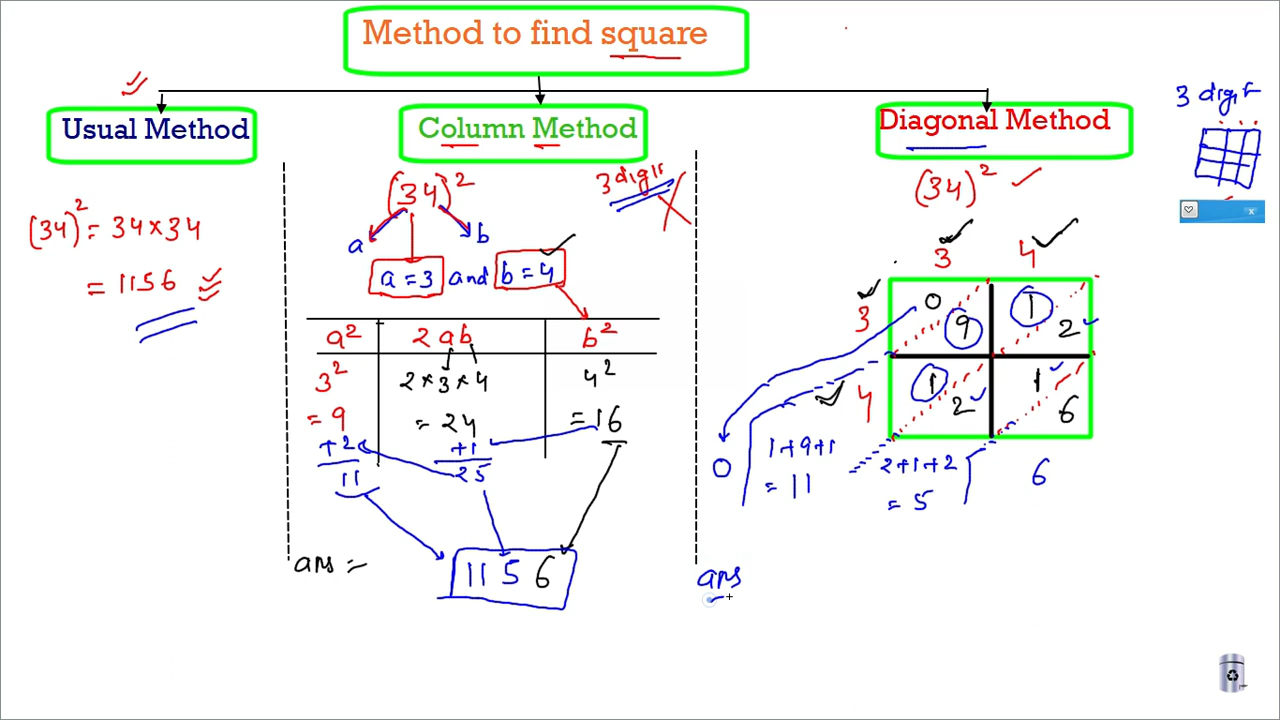 Method to find square
Usual Method
(34)² = 34×34
= 1156
Column Method
(34)²
3 digit
a
b
a = 3 and b = 4
a² 2ab b²
3² 2×3×4 4²
= 9 = 24 = 16
+2 +1
11 25
ans =
11 5 6
Diagonal Method
3 digit
(34)²
3 4
3
0 9
1 2
4
1 2
1 6
0
1+9+1
= 11
2+1+2
= 5
6
ans